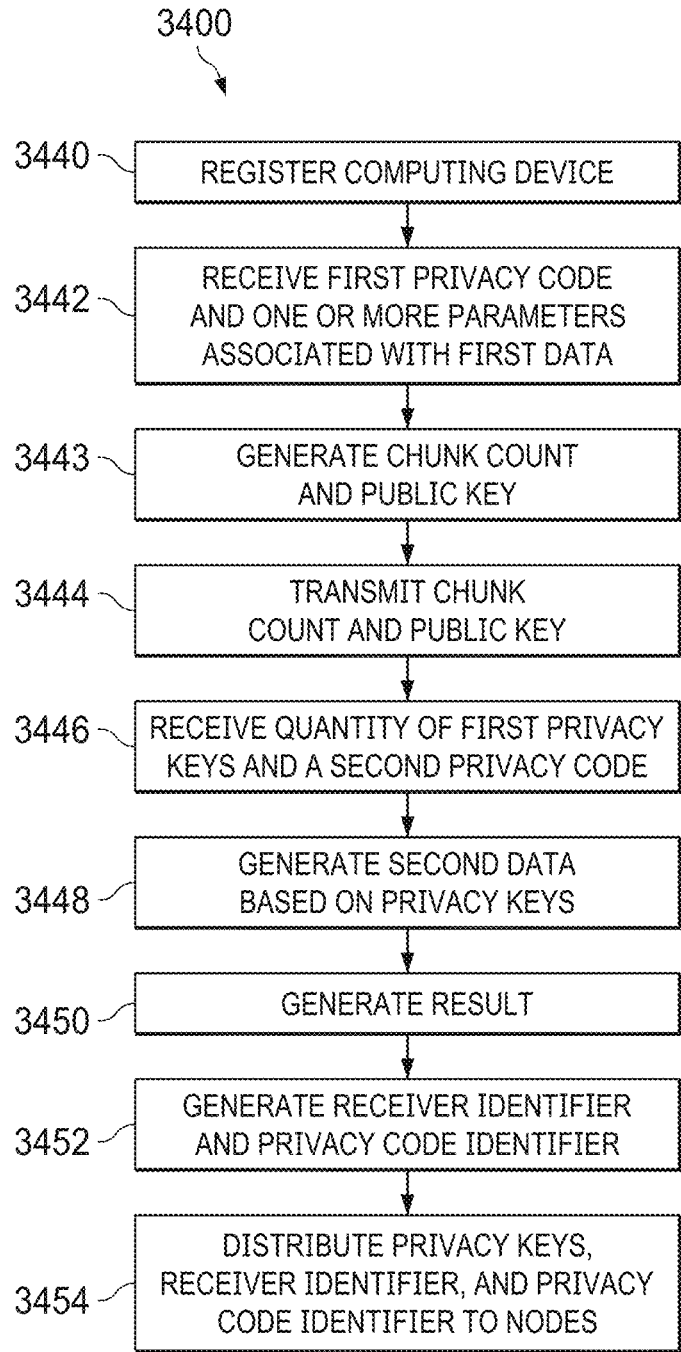 3400
3440
REGISTER COMPUTING DEVICE
3442
RECEIVE FIRST PRIVACY CODE
AND ONE OR MORE PARAMETERS
ASSOCIATED WITH FIRST DATA
3443
GENERATE CHUNK COUNT
AND PUBLIC KEY
3444
TRANSMIT CHUNK
COUNT AND PUBLIC KEY
3446
RECEIVE QUANTITY OF FIRST PRIVACY
KEYS AND A SECOND PRIVACY CODE
3448
GENERATE SECOND DATA
BASED ON PRIVACY KEYS
3450
GENERATE RESULT
3452
GENERATE RECEIVER IDENTIFIER
AND PRIVACY CODE IDENTIFIER
3454
DISTRIBUTE PRIVACY KEYS,
RECEIVER IDENTIFIER, AND PRIVACY
CODE IDENTIFIER TO NODES